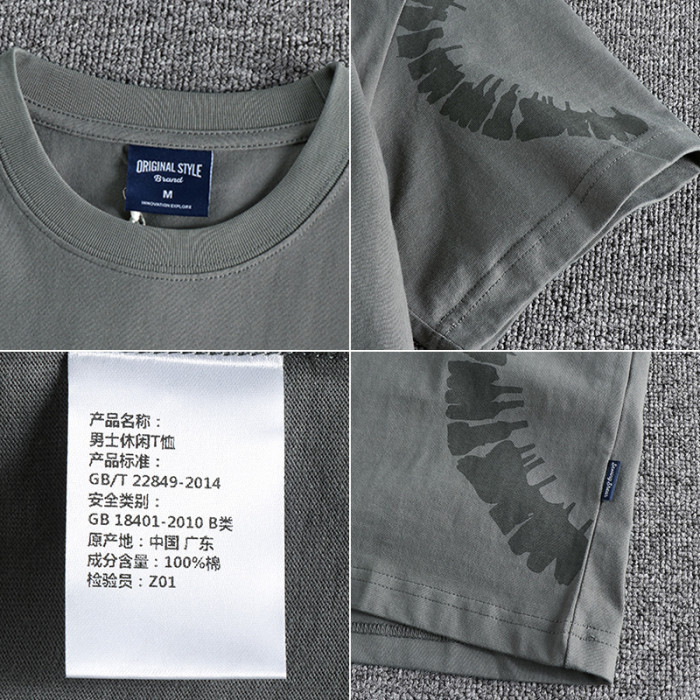 ORIGINAL STYLE
Brand
M
INNOVATION EXPLORE
产品名称：
男士休闲T恤
产品标准：
GB/T 22849-2014
安全类别：
GB 18401-2010 B类
原产地：中国 广东
成分含量：100%棉
检验员：Z01